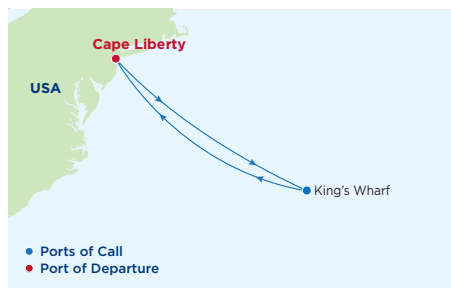 Cape Liberty
USA
King's Wharf
Ports of Call
Port of Departure